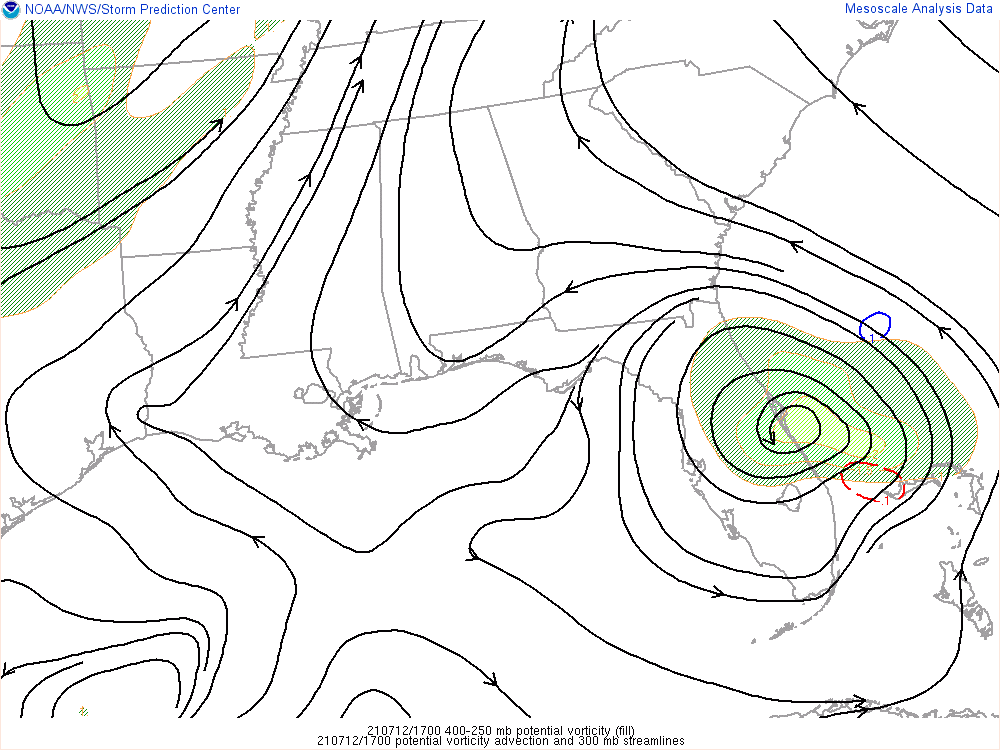 NOAA/NWS/Storm Prediction Center
Mesoscale Analysis Data
.1
.1
210712/1700 400-250 mb potential vorticity (fill)
210712/1700 potential vorticity advection and 300 mb streamlines